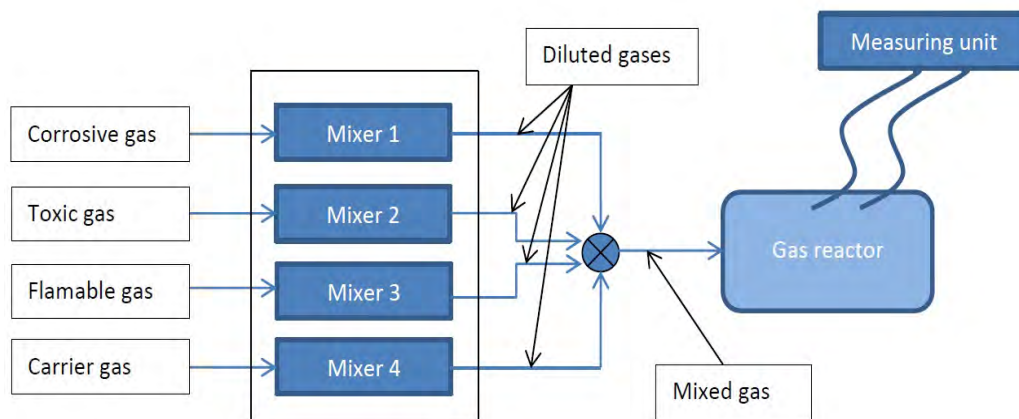 Measuring unit
Diluted gases
Corrosive gas
Mixer 1
Toxic gas
Mixer 2
Gas reactor
Flamable gas
Mixer 3
Carrier gas
Mixer 4
Mixed gas